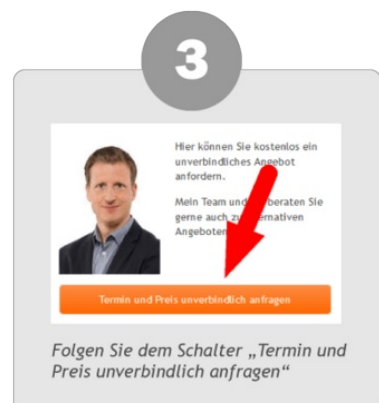 3
Hier können Sie kostenlos ein
unverbindliches Angebot
anfordern.
Mein Team und beraten Sie
gerne auch zu ernativen
Angeboten
Termin und Preis unverbindlich anfragen
Folgen Sie dem Schalter „Termin und
Preis unverbindlich anfragen“